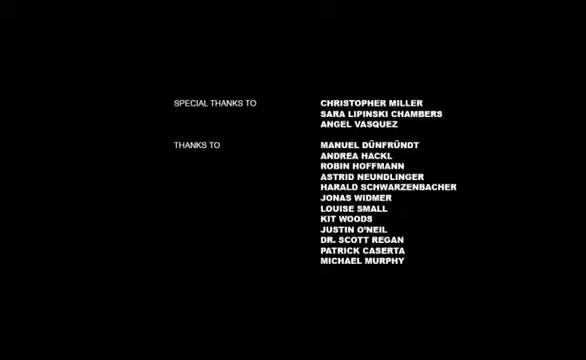 SPECIAL THANKS TO CHRISTOPHER MILLER
SARA LIPINSKI CHAMBERS
ANGEL VASQUEZ
THANKS TO MANUEL DÜNFRÜNDT
ANDREA HACKL
ROBIN HOFFMANN
ASTRID NEUNDLINGER
HARALD SCHWARZENBACHER
JONAS WIDMER
LOUISE SMALL
KIT WOODS
JUSTIN O'NEIL
DR. SCOTT REGAN
PATRICK CASERTA
MICHAEL MURPHY